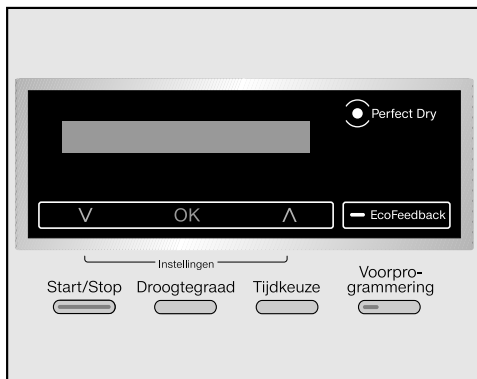 Perfect Dry
∨ OK ∧
EcoFeedback
Instellingen
Start/Stop Droogtegraad Tijdkeuze
Voorpro-
grammering